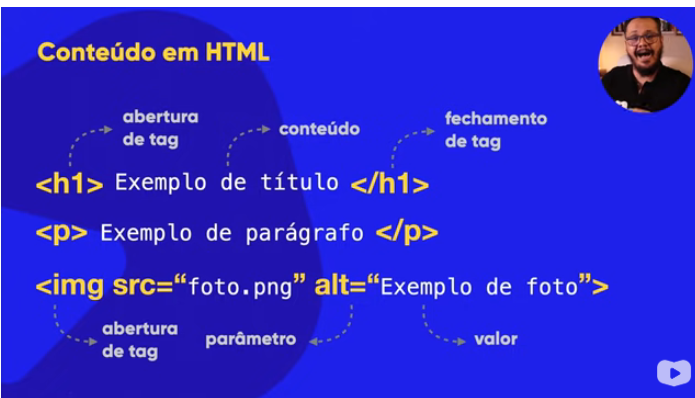 Conteúdo em HTML
abertura
de tag
conteúdo
fechamento
de tag
<h1> Exemplo de título </h1>
<p> Exemplo de parágrafo </p>
<img src=“foto.png” alt=“Exemplo de foto”>
abertura
de tag
parâmetro
valor